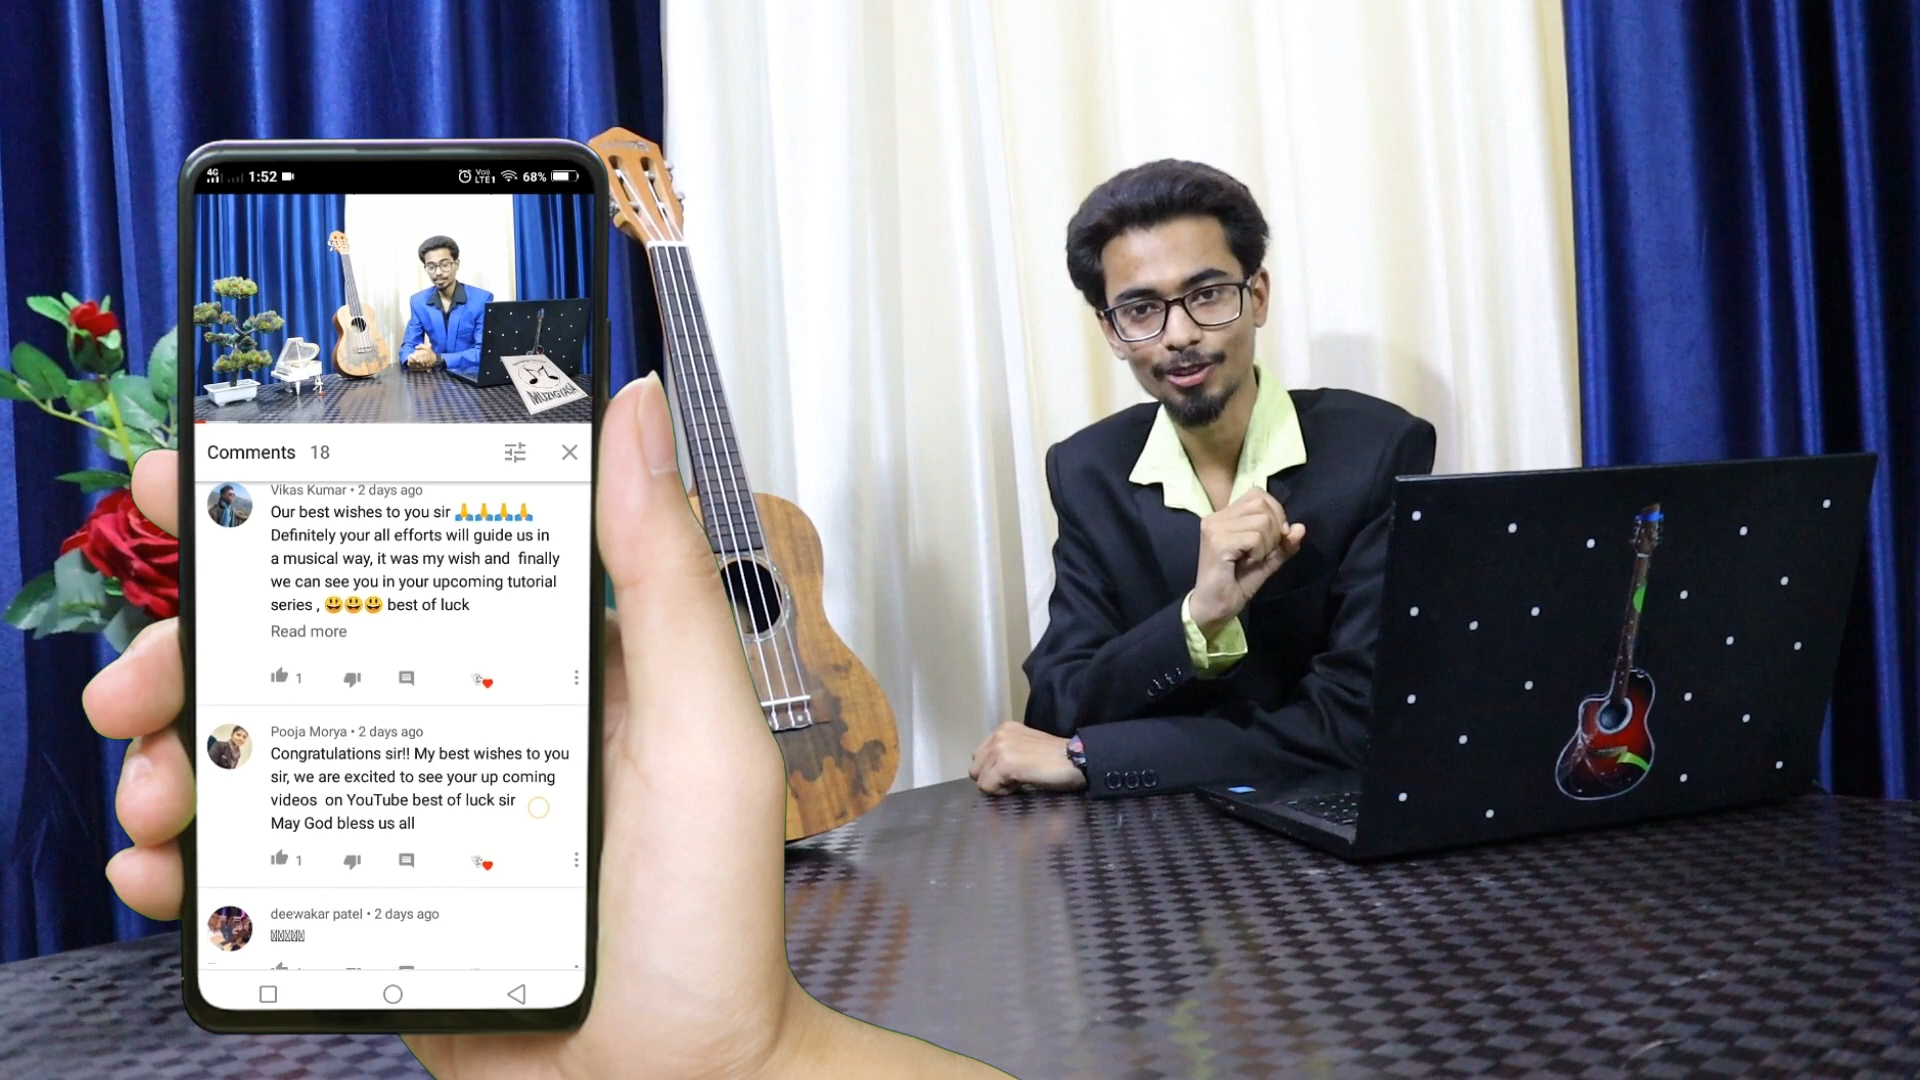 4G 1:52 Vo) LTE1 68%
MUZIGYASA
Comments 18
Vikas Kumar • 2 days ago
Our best wishes to you sir 🙏🙏🙏🙏
Definitely your all efforts will guide us in
a musical way, it was my wish and finally
we can see you in your upcoming tutorial
series , 😃😃😃 best of luck
Read more
1
Pooja Morya • 2 days ago
Congratulations sir!! My best wishes to you
sir, we are excited to see your up coming
videos on YouTube best of luck sir
May God bless us all
1
deewakar patel • 2 days ago